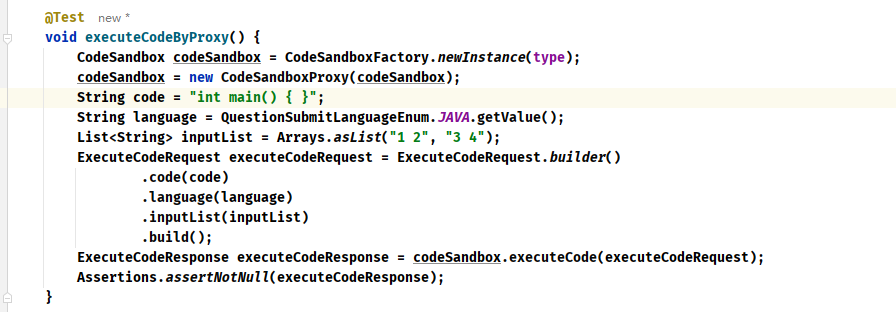 @Test new *
void executeCodeByProxy() {
    CodeSandbox codeSandbox = CodeSandboxFactory.newInstance(type);
    codeSandbox = new CodeSandboxProxy(codeSandbox);
    String code = "int main() { }";
    String language = QuestionSubmitLanguageEnum.JAVA.getValue();
    List<String> inputList = Arrays.asList("1 2", "3 4");
    ExecuteCodeRequest executeCodeRequest = ExecuteCodeRequest.builder()
            .code(code)
            .language(language)
            .inputList(inputList)
            .build();
    ExecuteCodeResponse executeCodeResponse = codeSandbox.executeCode(executeCodeRequest);
    Assertions.assertNotNull(executeCodeResponse);
}